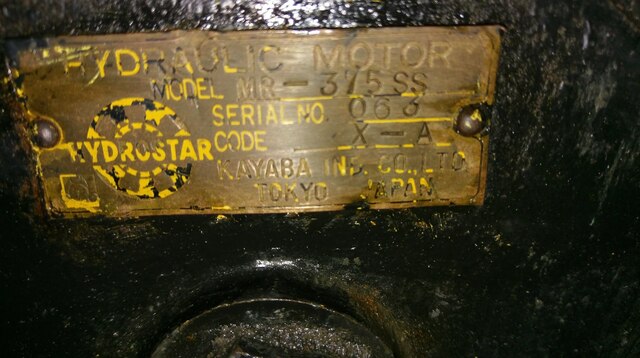 HYDRAULIC MOTOR
MODEL MR-375SS
SERIAL NO. 063
CODE X-A
HYDROSTAR
KAYABA IND. CO., LTD.
TOKYO JAPAN